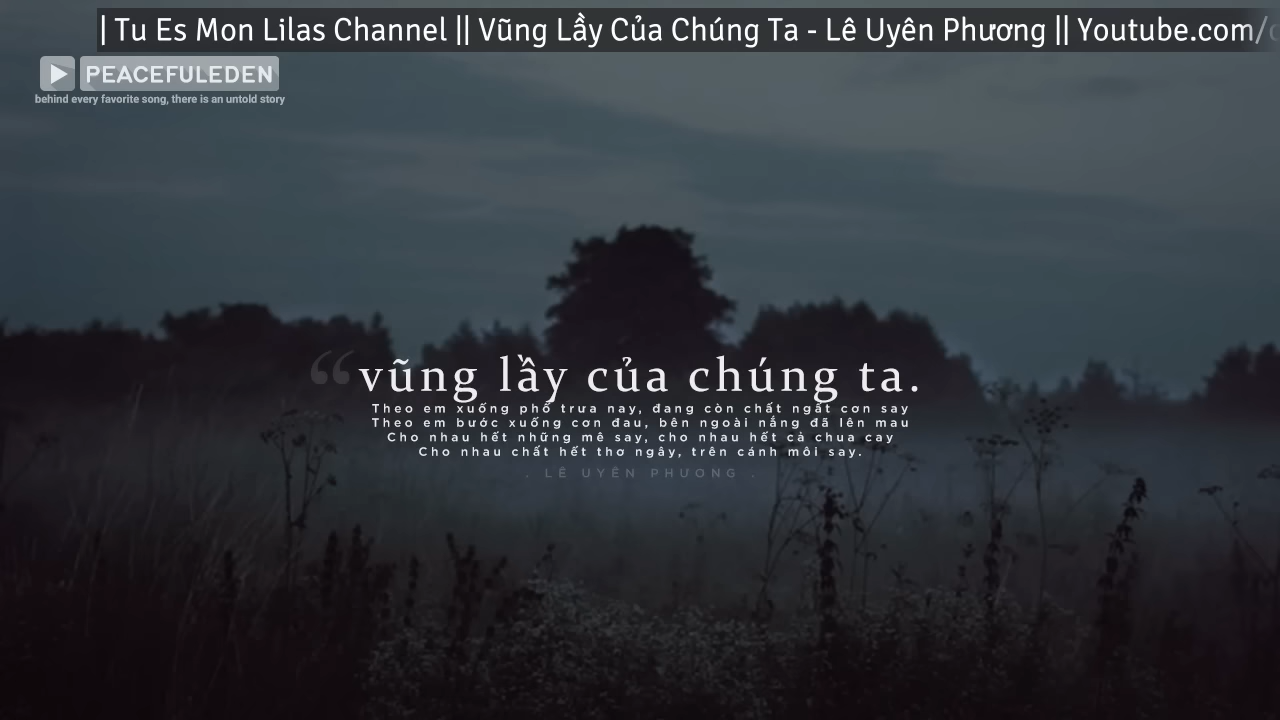 | Tu Es Mon Lilas Channel || Vũng Lầy Của Chúng Ta - Lê Uyên Phương || Youtube.com/
PEACEFULEDEN
behind every favorite song, there is an untold story
“vũng lầy của chúng ta.
Theo em xuống phố trưa nay, đang còn chất ngất cơn say
Theo em bước xuống cơn đau, bên ngoài nắng đã lên mau
Cho nhau hết những mê say, cho nhau hết cả chua cay
Cho nhau chất hết thơ ngây, trên cánh môi say.
. LÊ UYÊN PHƯƠNG .